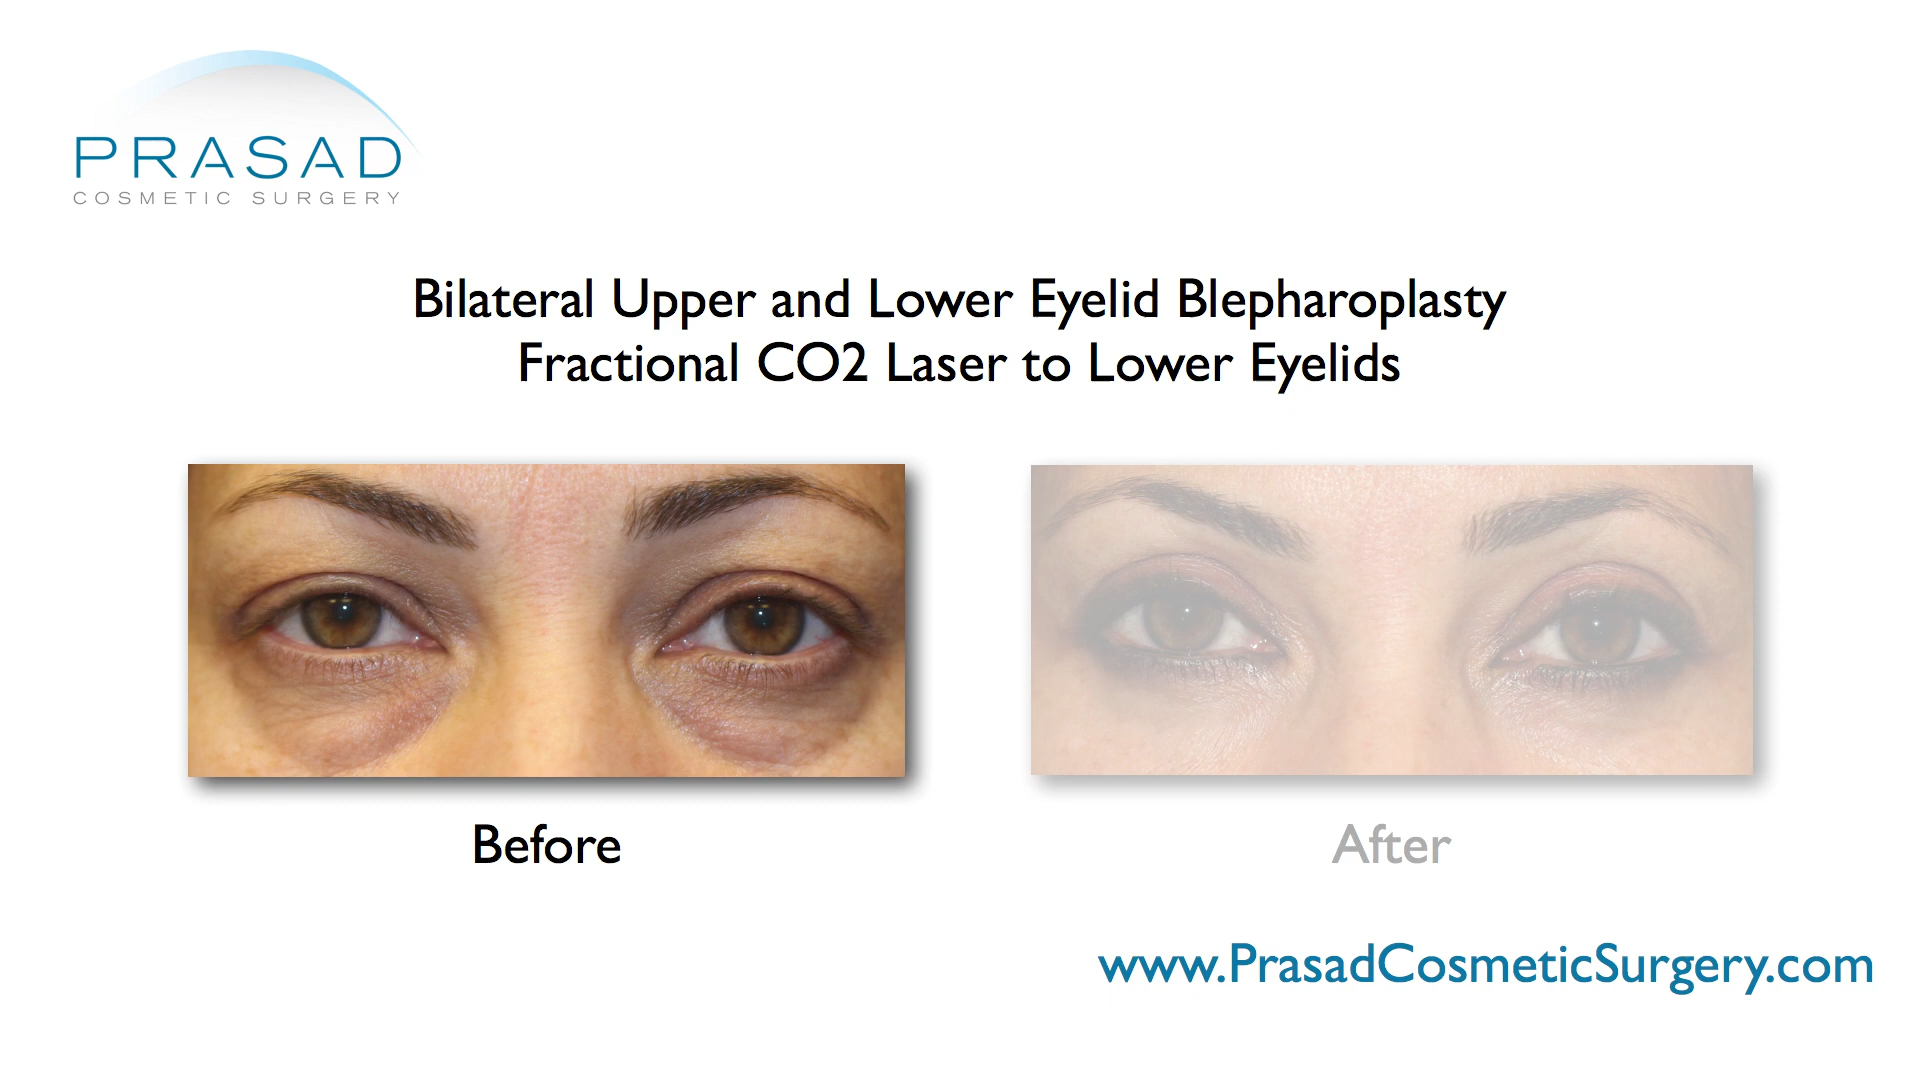 PRASAD
COSMETIC SURGERY
Bilateral Upper and Lower Eyelid Blepharoplasty
Fractional CO2 Laser to Lower Eyelids
Before
After
www.PrasadCosmeticSurgery.com